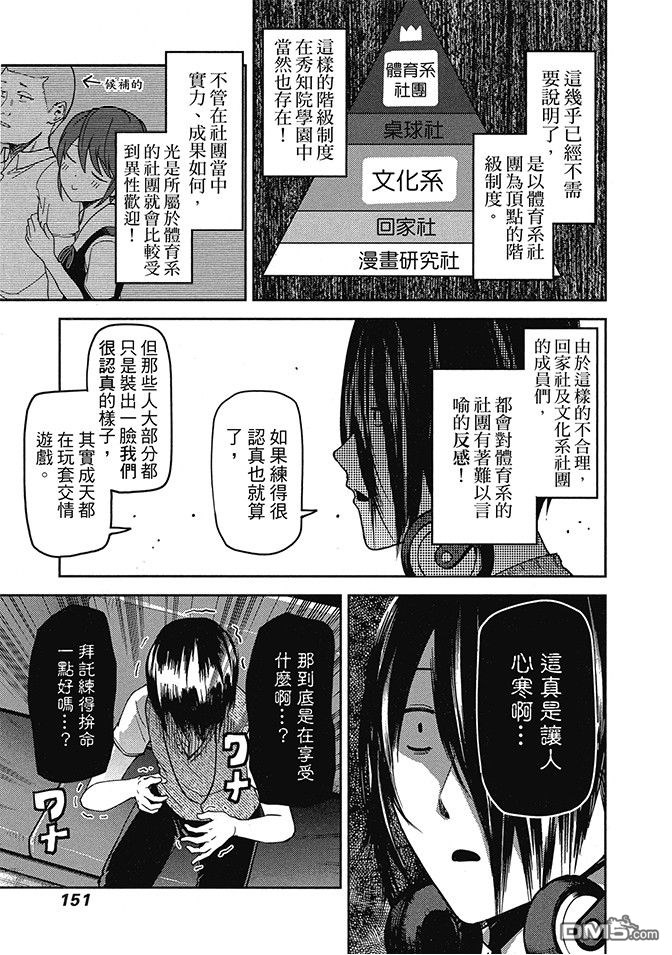 這幾乎已經不需
要說明了，
是以體育系社
團為頂點的階
級制度。
體育系
社團
桌球社
文化系
回家社
漫畫研究社
這樣的階級制度
在秀知院學園中
當然也存在！
不管在社團當中
實力、成果如何，
光是所屬於體育系
的社團就會比較受
到異性歡迎！
候補的
由於這樣的不合理，
回家社及文化系社團
的成員們，
都會對體育系的
社團有著難以言
喻的反感！
如果練得很
認真也就算
了，
但那些人大部分都
只是裝出一臉我們
很認真的樣子，
其實成天都
在玩套交情
遊戲。
這真是讓人
心寒啊…
那到底是在享受
什麼啊…？
拜託練得拚命
一點好嗎…？
ワナ
ワナ
151
DM5.com